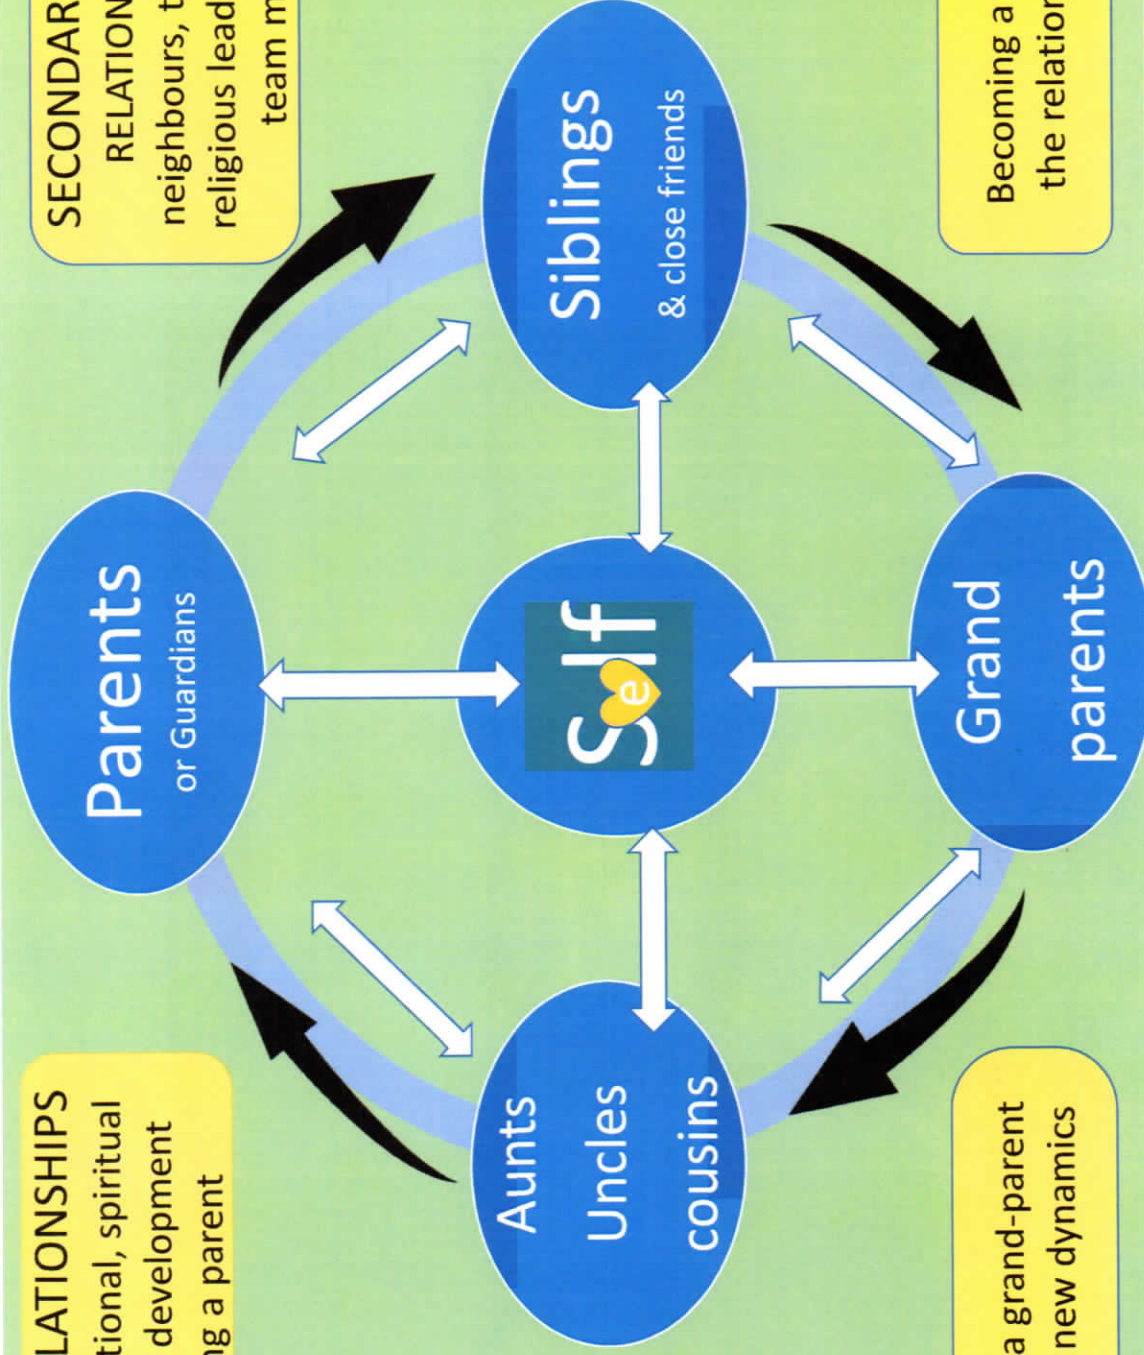 LATIONSHIPS
tional, spiritual
development
ng a parent
Parents
or Guardians
SECONDAR
RELATION
neighbours, t
religious lead
team m
Aunts
Uncles
cousins
Self
Siblings
& close friends
a grand-parent
new dynamics
Grand
parents
Becoming a
the relation